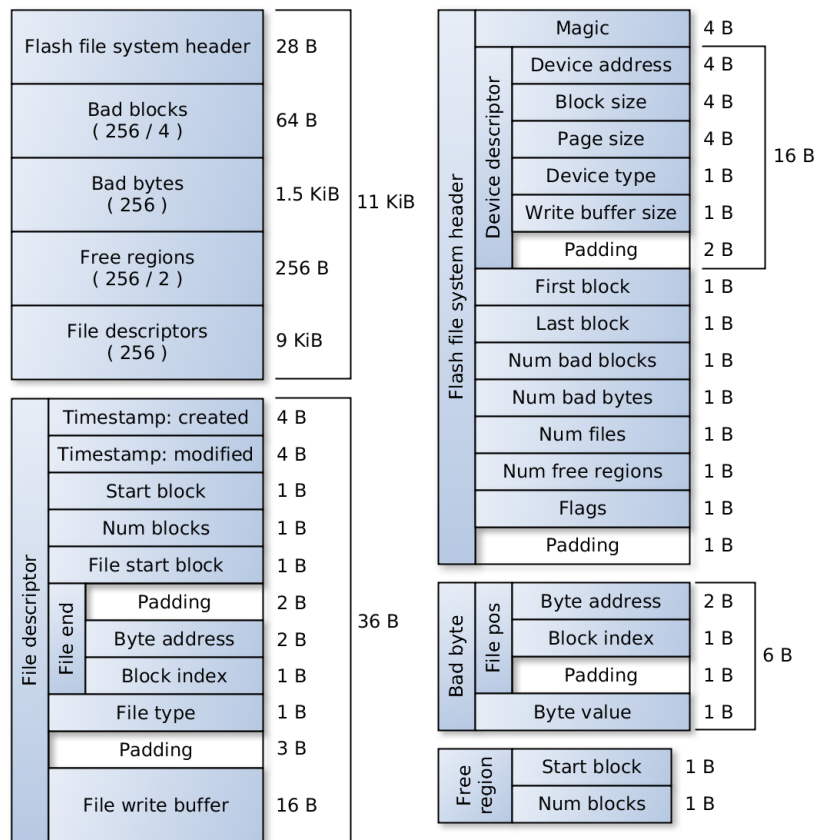 Flash file system header 28 B
Bad blocks
( 256 / 4 ) 64 B
Bad bytes
( 256 ) 1.5 KiB
Free regions
( 256 / 2 ) 256 B
File descriptors
( 256 ) 9 KiB
11 KiB
File descriptor
Timestamp: created 4 B
Timestamp: modified 4 B
Start block 1 B
Num blocks 1 B
File start block 1 B
File end
Padding 2 B
Byte address 2 B
Block index 1 B
File type 1 B
Padding 3 B
File write buffer 16 B
36 B
Flash file system header
Magic 4 B
Device descriptor
Device address 4 B
Block size 4 B
Page size 4 B
Device type 1 B
Write buffer size 1 B
Padding 2 B
16 B
First block 1 B
Last block 1 B
Num bad blocks 1 B
Num bad bytes 1 B
Num files 1 B
Num free regions 1 B
Flags 1 B
Padding 1 B
Bad byte
File pos
Byte address 2 B
Block index 1 B
Padding 1 B
Byte value 1 B
6 B
Free
region
Start block 1 B
Num blocks 1 B